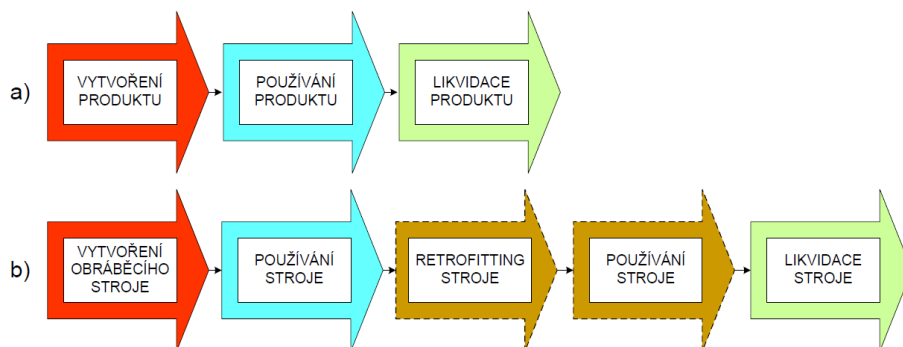 a)
VYTVOŘENÍ
PRODUKTU
POUŽÍVÁNÍ
PRODUKTU
LIKVIDACE
PRODUKTU
b)
VYTVOŘENÍ
OBRÁBĚCÍHO
STROJE
POUŽÍVÁNÍ
STROJE
RETROFITTING
STROJE
POUŽÍVÁNÍ
STROJE
LIKVIDACE
STROJE